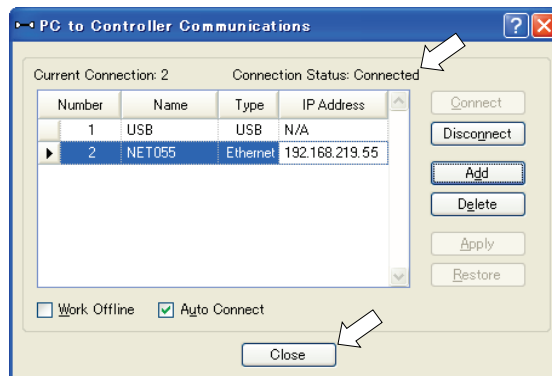 PC to Controller Communications
Current Connection: 2 Connection Status: Connected
Number Name Type IP Address
1 USB USB N/A
2 NET055 Ethernet 192.168.219.55
Connect
Disconnect
Add
Delete
Apply
Restore
Work Offline Auto Connect
Close